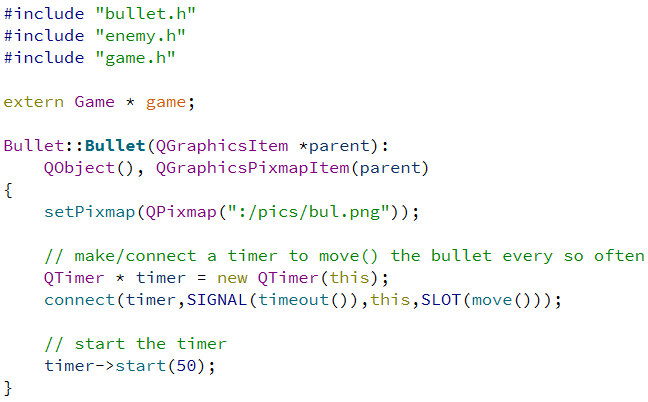 #include "bullet.h"
#include "enemy.h"
#include "game.h"

extern Game * game;

Bullet::Bullet(QGraphicsItem *parent):
    QObject(), QGraphicsPixmapItem(parent)
{
    setPixmap(QPixmap(":/pics/bul.png"));

    // make/connect a timer to move() the bullet every so often
    QTimer * timer = new QTimer(this);
    connect(timer,SIGNAL(timeout()),this,SLOT(move()));

    // start the timer
    timer->start(50);
}